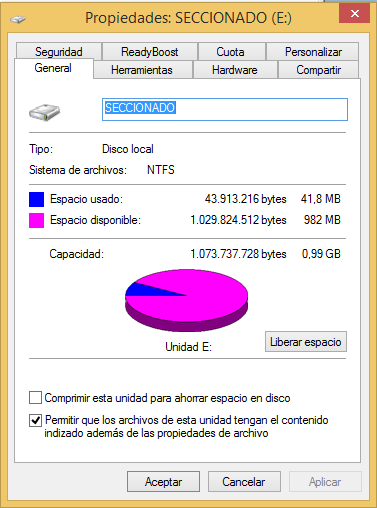 Propiedades: SECCIONADO (E:)
Seguridad ReadyBoost Cuota Personalizar
General Herramientas Hardware Compartir
SECCIONADO
Tipo: Disco local
Sistema de archivos: NTFS
Espacio usado: 43.913.216 bytes 41,8 MB
Espacio disponible: 1.029.824.512 bytes 982 MB
Capacidad: 1.073.737.728 bytes 0,99 GB
Unidad E:
Liberar espacio
Comprimir esta unidad para ahorrar espacio en disco
Permitir que los archivos de esta unidad tengan el contenido
indizado además de las propiedades de archivo
Aceptar Cancelar Aplicar